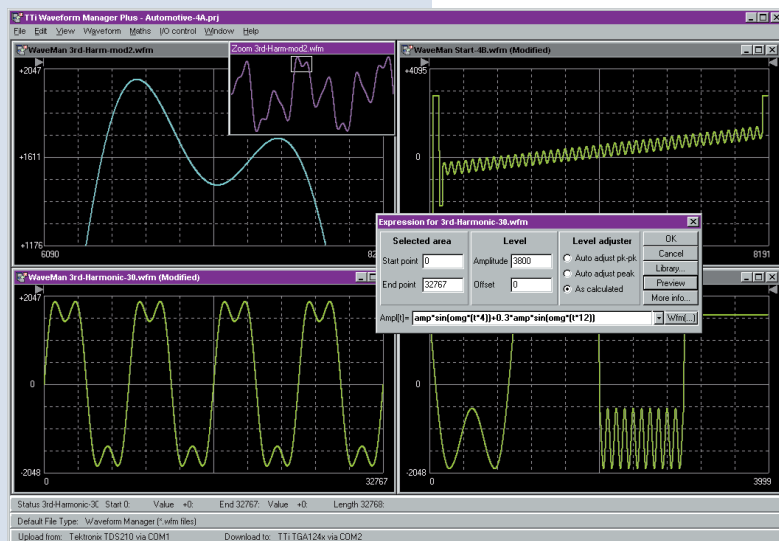 TTi Waveform Manager Plus - Automotive-4A.prj
File Edit View Waveform Maths I/O control Window Help
WaveMan 3rd-Harm-mod2.wfm
Zoom 3rd-Harm-mod2.wfm
WaveMan Start-4B.wfm (Modified)
+2047
+1611
+1176
6090
+4095
0
8191
Expression for 3rd-Harmonic-30.wfm
Selected area
Start point 0
End point 32767
Level
Amplitude 3800
Offset 0
Level adjuster
Auto adjust pk-pk
Auto adjust peak
As calculated
OK
Cancel
Library...
Preview
More info...
Ampl[t]= amp*sin(omg*(t*4))+0.3*amp*sin(omg*(t*12)) Wfm(...)
WaveMan 3rd-Harmonic-30.wfm (Modified)
+2047
0
-2048
0 32767
0
-2048
0 3999
Status 3rd-Harmonic-3( Start 0: Value +0: End 32767: Value +0: Length 32768:
Default File Type: Waveform Manager (*.wfm files)
Upload from: Tektronix TDS210 via COM1 Download to: TTi TGA124x via COM2